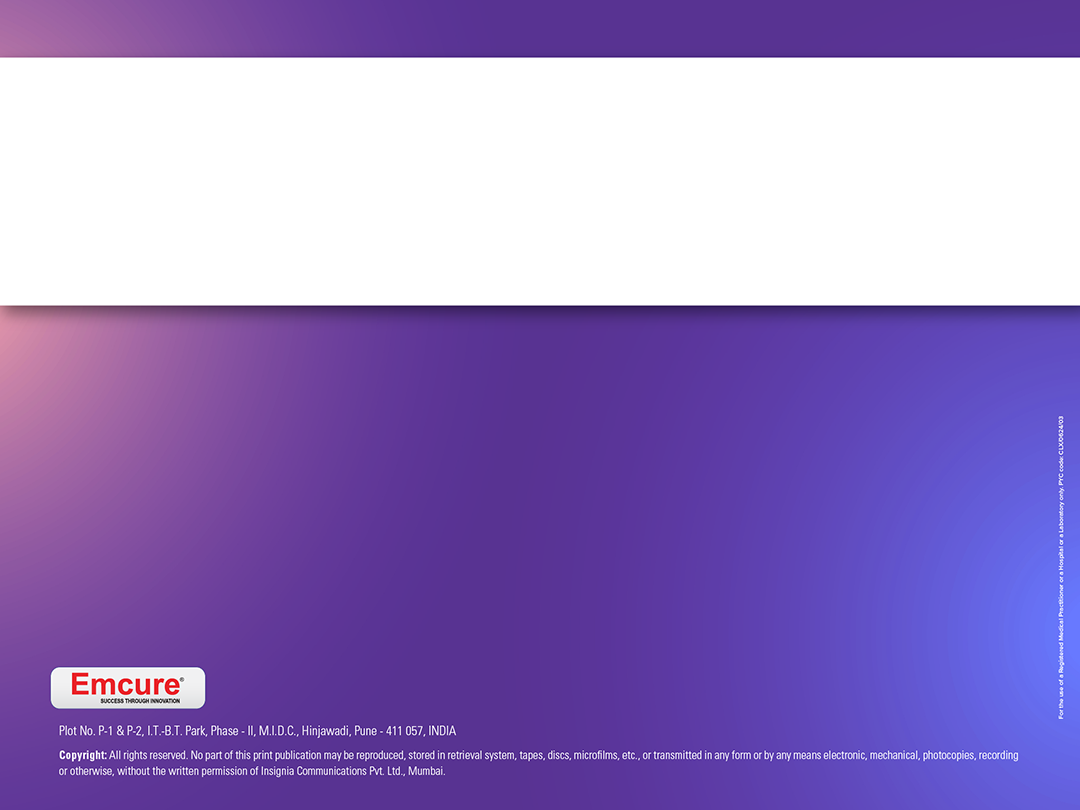 Emcure®
SUCCESS THROUGH INNOVATION
Plot No. P-1 & P-2, I.T.-B.T. Park, Phase - II, M.I.D.C., Hinjawadi, Pune - 411 057, INDIA
Copyright: All rights reserved. No part of this print publication may be reproduced, stored in retrieval system, tapes, discs, microfilms, etc., or transmitted in any form or by any means electronic, mechanical, photocopies, recording
or otherwise, without the written permission of Insignia Communications Pvt. Ltd., Mumbai.
For the use of a Registered Medical Practitioner or a Hospital or a Laboratory only. PYC code: CLX/0624/03